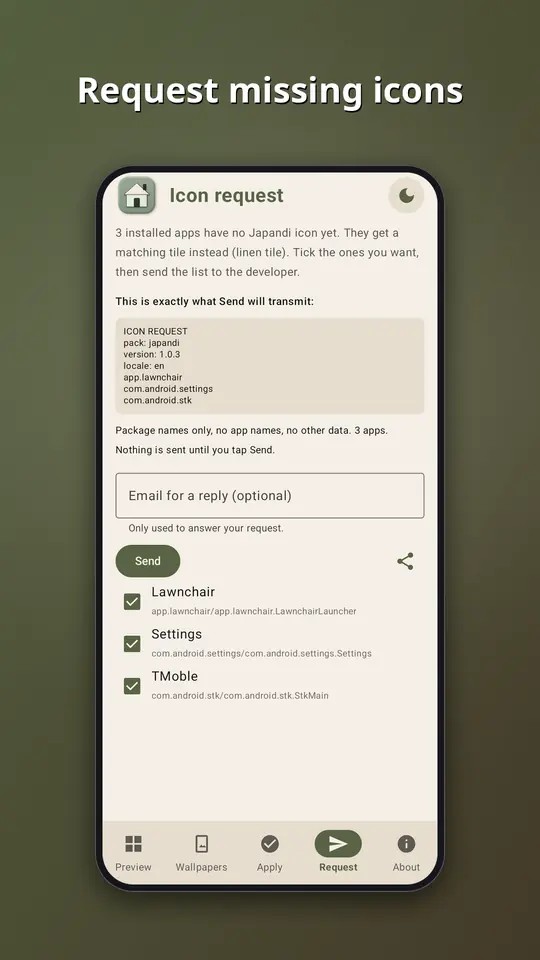 Request missing icons
Icon request
3 installed apps have no Japandi icon yet. They get a
matching tile instead (linen tile). Tick the ones you want,
then send the list to the developer.
This is exactly what Send will transmit:
ICON REQUEST
pack: japandi
version: 1.0.3
locale: en
app.lawnchair
com.android.settings
com.android.stk
Package names only, no app names, no other data. 3 apps.
Nothing is sent until you tap Send.
Email for a reply (optional)
Only used to answer your request.
Send
Lawnchair
app.lawnchair/app.lawnchair.LawnchairLauncher
Settings
com.android.settings/com.android.settings.Settings
TMoble
com.android.stk/com.android.stk.StkMain
Preview
Wallpapers
Apply
Request
About